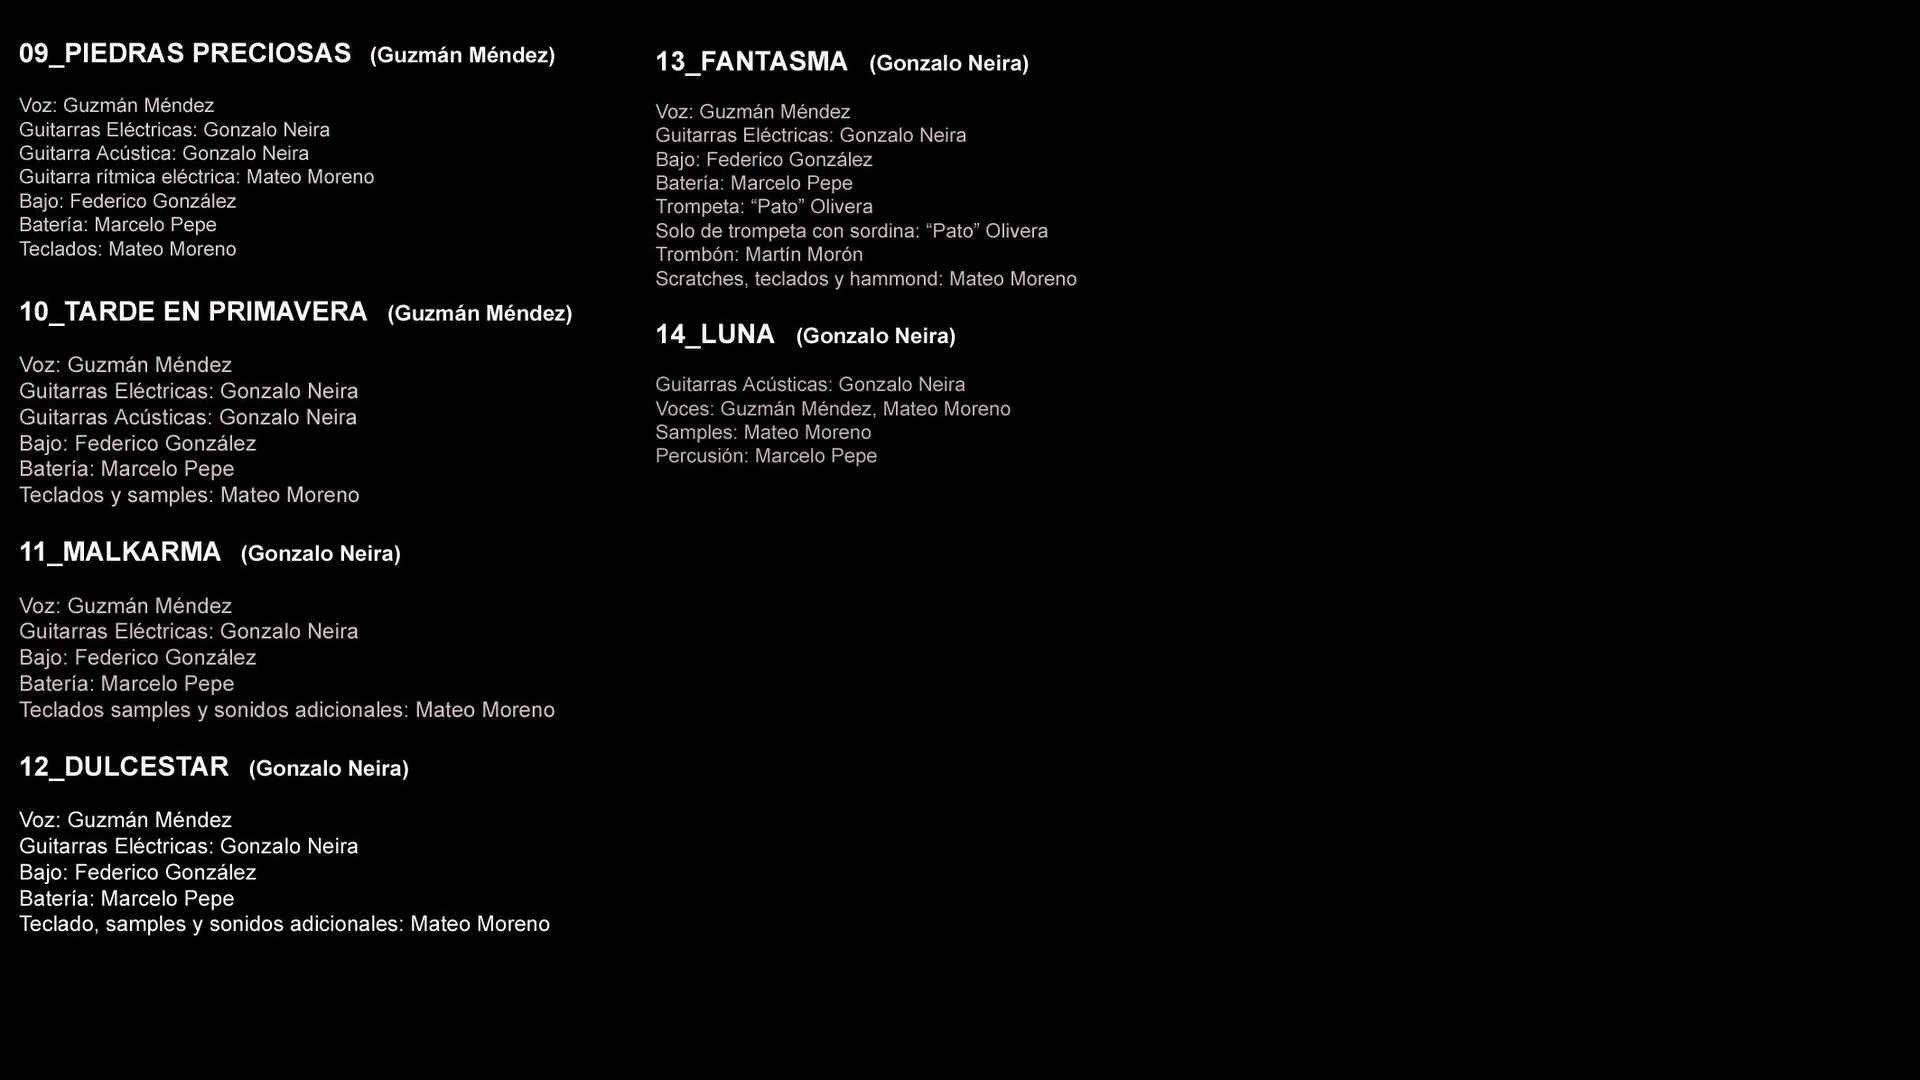 09_PIEDRAS PRECIOSAS (Guzmán Méndez)
Voz: Guzmán Méndez
Guitarras Eléctricas: Gonzalo Neira
Guitarra Acústica: Gonzalo Neira
Guitarra rítmica eléctrica: Mateo Moreno
Bajo: Federico González
Batería: Marcelo Pepe
Teclados: Mateo Moreno
10_TARDE EN PRIMAVERA (Guzmán Méndez)
Voz: Guzmán Méndez
Guitarras Eléctricas: Gonzalo Neira
Guitarras Acústicas: Gonzalo Neira
Bajo: Federico González
Batería: Marcelo Pepe
Teclados y samples: Mateo Moreno
11_MALKARMA (Gonzalo Neira)
Voz: Guzmán Méndez
Guitarras Eléctricas: Gonzalo Neira
Bajo: Federico González
Batería: Marcelo Pepe
Teclados samples y sonidos adicionales: Mateo Moreno
12_DULCESTAR (Gonzalo Neira)
Voz: Guzmán Méndez
Guitarras Eléctricas: Gonzalo Neira
Bajo: Federico González
Batería: Marcelo Pepe
Teclado, samples y sonidos adicionales: Mateo Moreno
13_FANTASMA (Gonzalo Neira)
Voz: Guzmán Méndez
Guitarras Eléctricas: Gonzalo Neira
Bajo: Federico González
Batería: Marcelo Pepe
Trompeta: “Pato” Olivera
Solo de trompeta con sordina: “Pato” Olivera
Trombón: Martín Morón
Scratches, teclados y hammond: Mateo Moreno
14_LUNA (Gonzalo Neira)
Guitarras Acústicas: Gonzalo Neira
Voces: Guzmán Méndez, Mateo Moreno
Samples: Mateo Moreno
Percusión: Marcelo Pepe